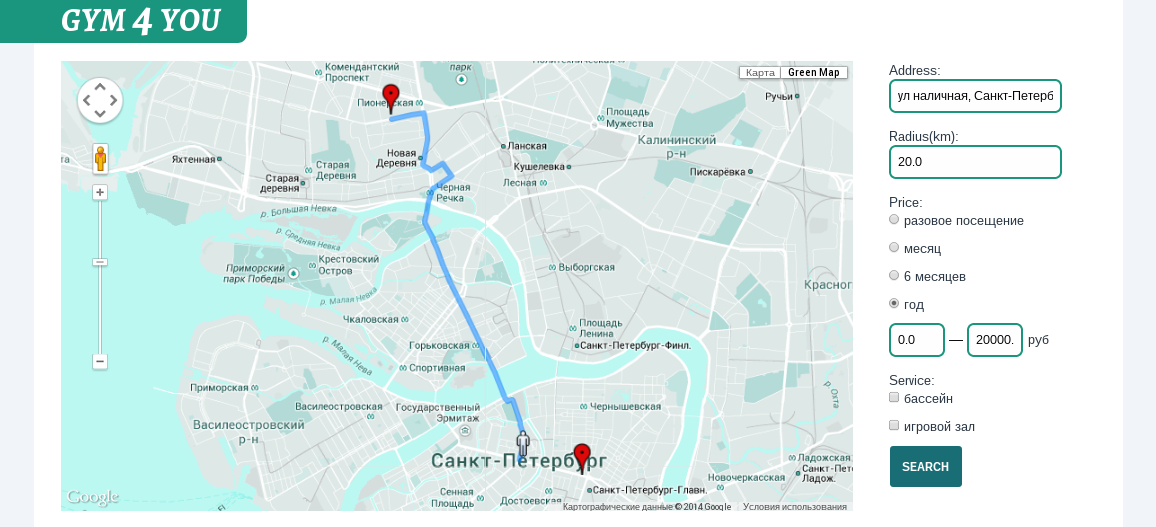 GYM 4 YOU
Комендантский
Проспект
парк
Карта
Green Map
Пионерская
Ручьи
Площадь
Мужества
Калининский
р-н
Яхтенная
Новая
Деревня
Ланская
Кушелевка
Пискарёвка
Старая
Деревня
Старая
деревня
Лесная
Черная
Речка
р. Большая Невка
р. Средняя Невка
Крестовский
Остров
Приморский
парк Победы
Выборгская
р. Малая Невка
Красног
Чкаловская
Площадь
Ленина
Санкт-Петербург-Финл.
р. Малая Нева
Горьковская
Спортивная
Приморская
р. Охта
Василеостровская
Государственный
Эрмитаж
Чернышевская
Василеостровский
р-н
Санкт-Петербург
Ладожская
Санкт-Пете
Ладож.
Новочеркасская
Сенная
Площадь
Достоевская
Санкт-Петербург-Главн.
Google
Картографические данные © 2014 Google
Условия использования
Address:
ул наличная, Санкт-Петерб
Radius(km):
20.0
Price:
разовое посещение
месяц
6 месяцев
год
0.0 — 20000. руб
Service:
бассейн
игровой зал
SEARCH